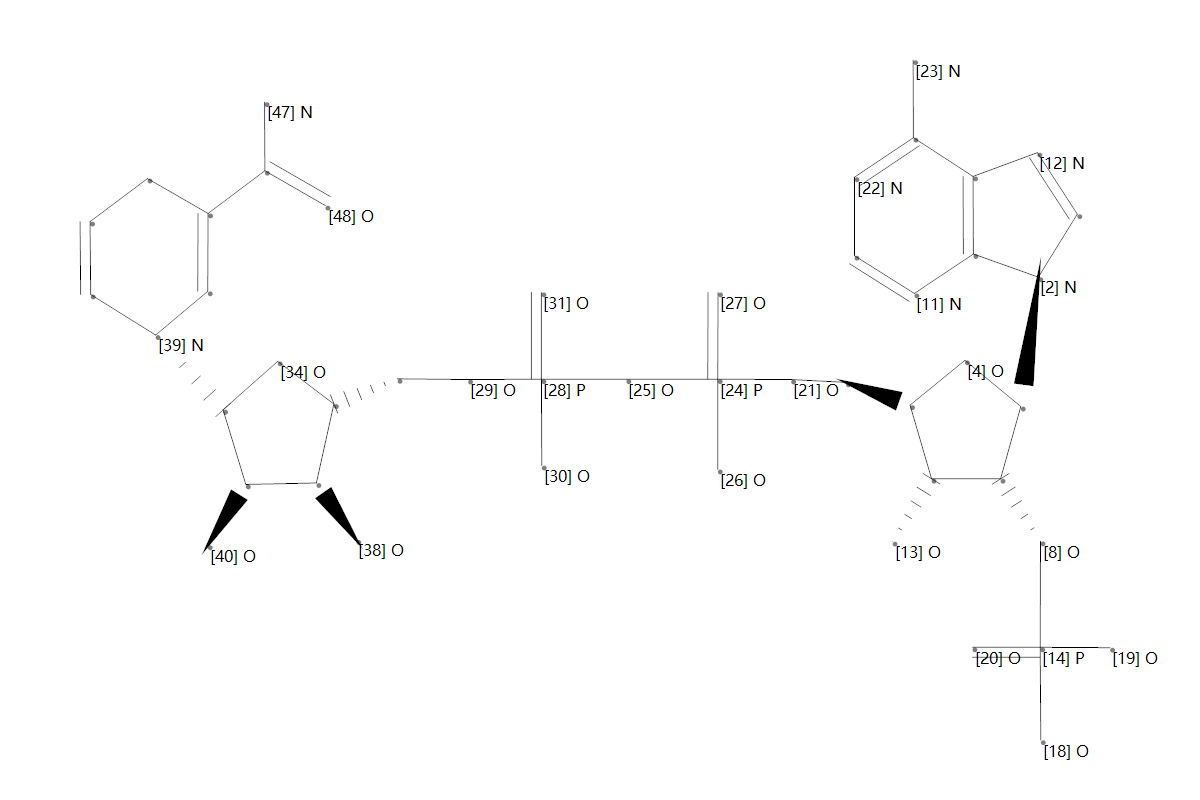 [23] N
[47] N
[12] N
[22] N
[48] O
[2] N
[31] O
[27] O
[11] N
[39] N
[34] O
[4] O
[29] O
[28] P
[25] O
[24] P
[21] O
[30] O
[26] O
[40] O
[38] O
[13] O
[8] O
[20] O
[14] P
[19] O
[18] O